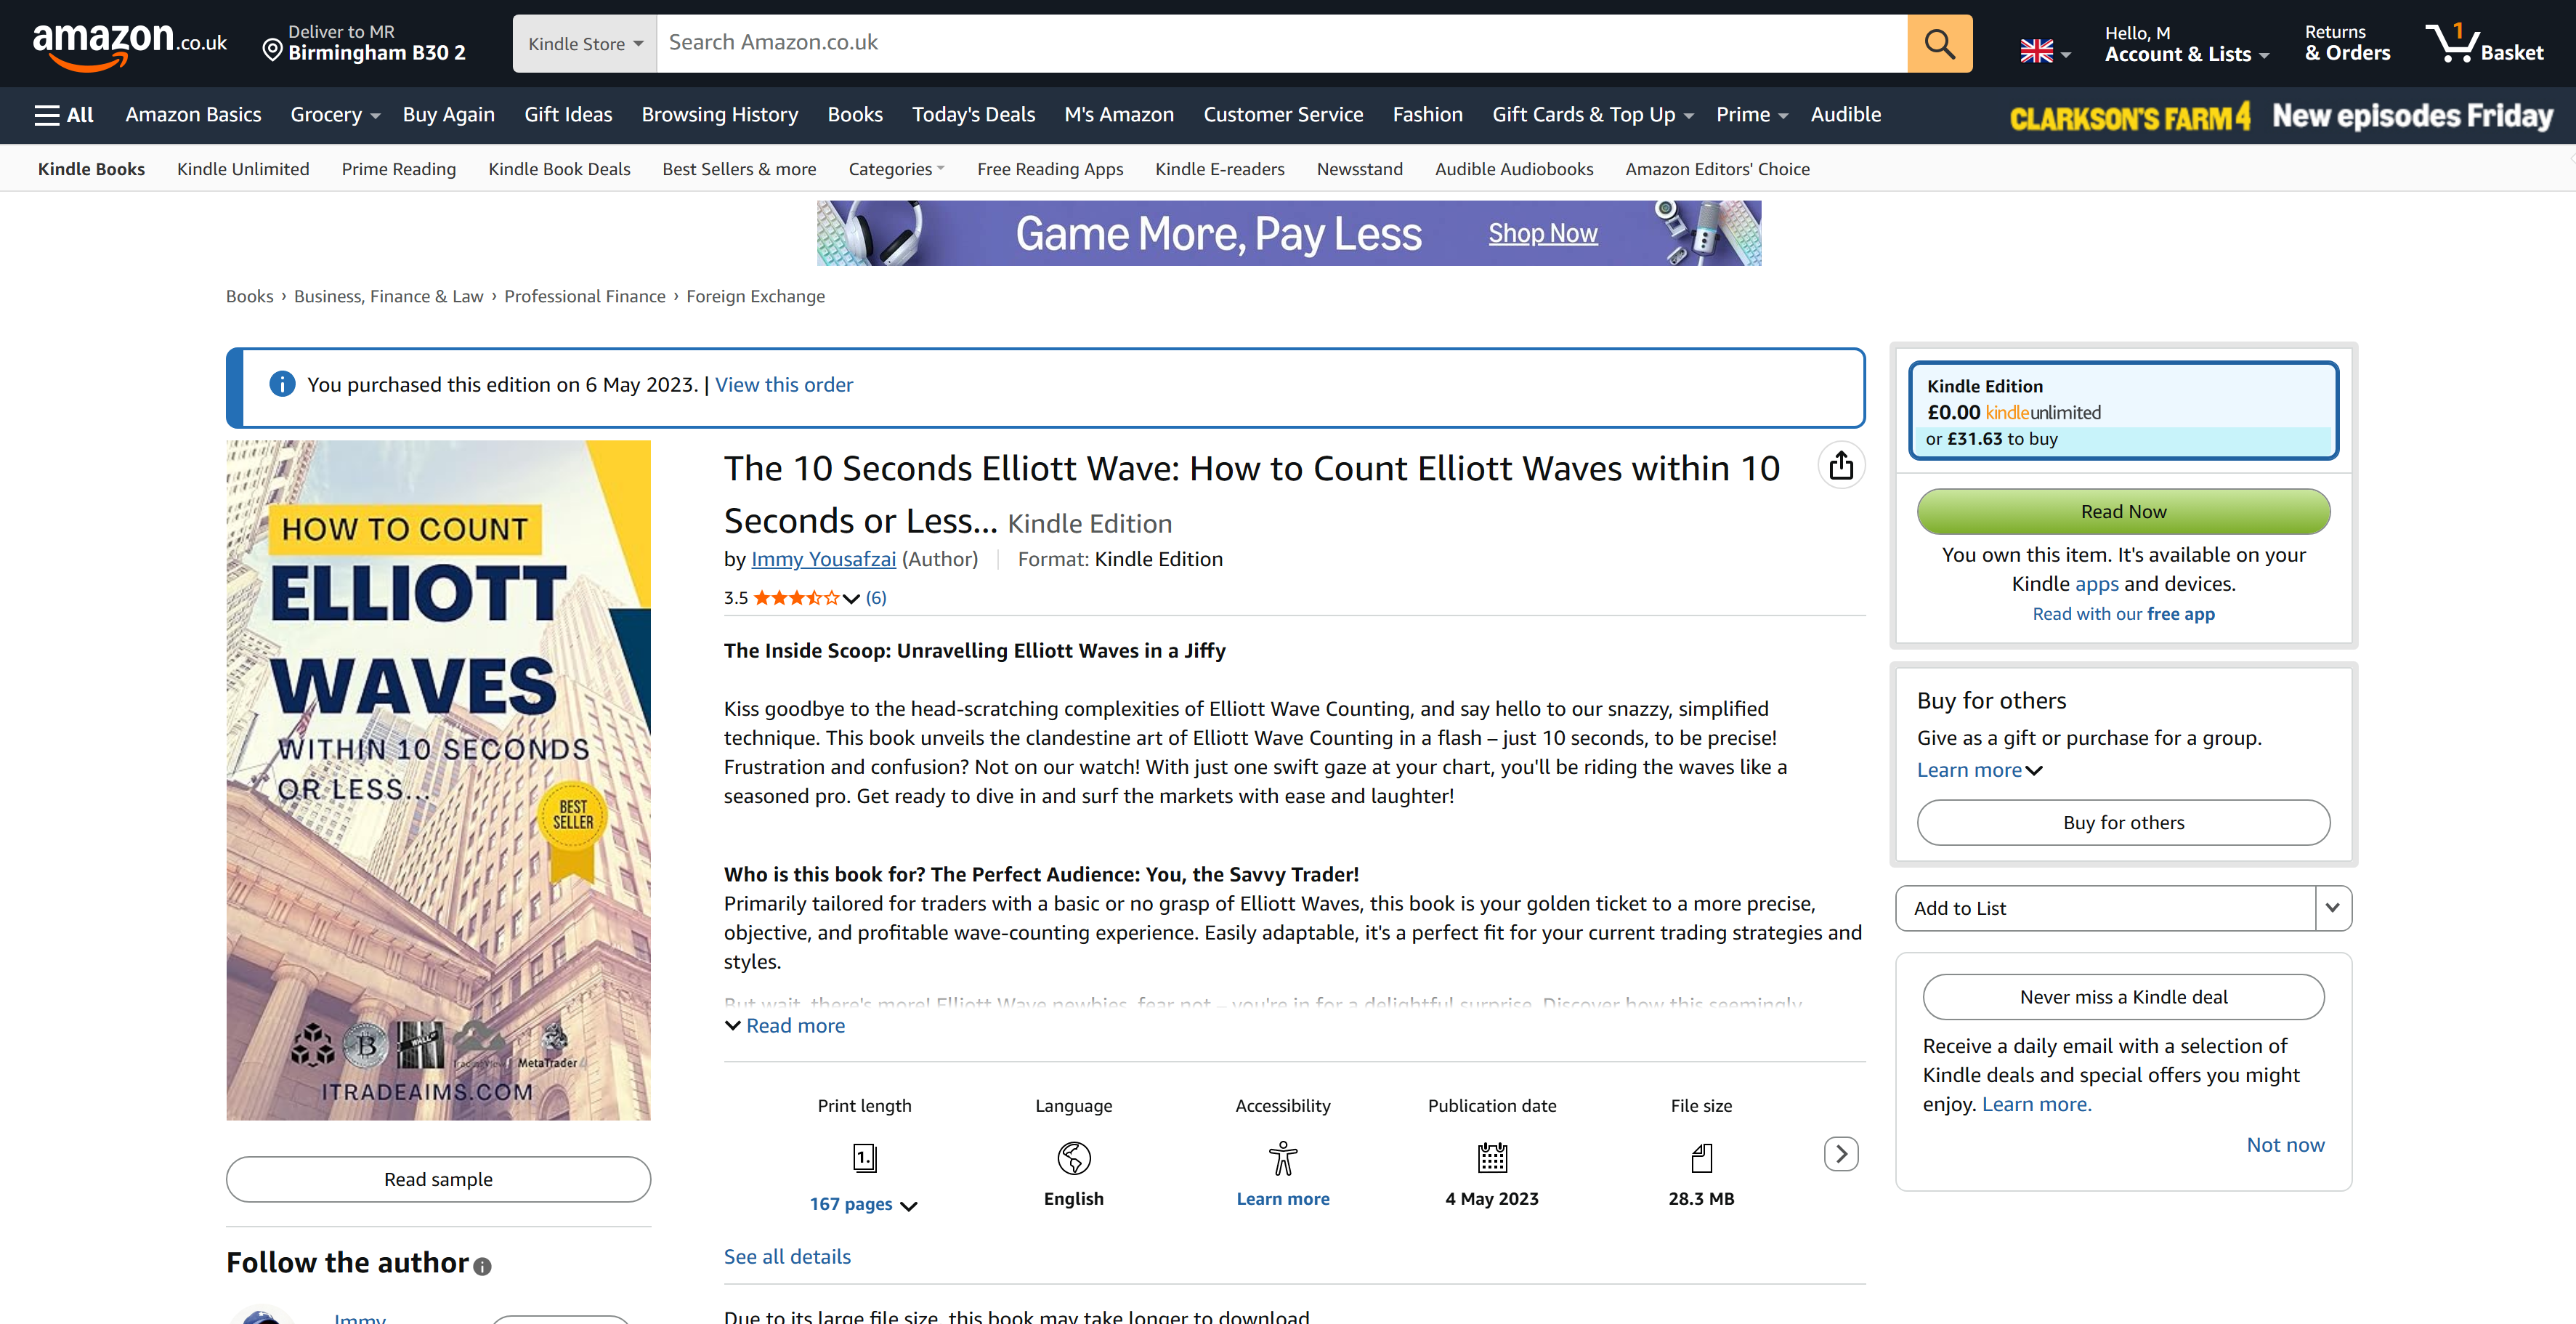 amazon.co.uk
Deliver to MR
Birmingham B30 2
Kindle Store
Search Amazon.co.uk
Hello, M
Account & Lists
Returns
& Orders
1
Basket
All
Amazon Basics
Grocery
Buy Again
Gift Ideas
Browsing History
Books
Today's Deals
M's Amazon
Customer Service
Fashion
Gift Cards & Top Up
Prime
Audible
CLARKSON'S FARM 4 New episodes Friday
Kindle Books
Kindle Unlimited
Prime Reading
Kindle Book Deals
Best Sellers & more
Categories
Free Reading Apps
Kindle E-readers
Newsstand
Audible Audiobooks
Amazon Editors' Choice
Game More, Pay Less Shop Now
Books › Business, Finance & Law › Professional Finance › Foreign Exchange
You purchased this edition on 6 May 2023. | View this order
HOW TO COUNT
ELLIOTT
WAVES
WITHIN 10 SECONDS
OR LESS...
BEST
SELLER
WALL
TradingView
MetaTrader 4
ITRADEAIMS.COM
Read sample
Follow the author
Immy
The 10 Seconds Elliott Wave: How to Count Elliott Waves within 10
Seconds or Less... Kindle Edition
by Immy Yousafzai (Author) Format: Kindle Edition
3.5 (6)
The Inside Scoop: Unravelling Elliott Waves in a Jiffy
Kiss goodbye to the head-scratching complexities of Elliott Wave Counting, and say hello to our snazzy, simplified
technique. This book unveils the clandestine art of Elliott Wave Counting in a flash – just 10 seconds, to be precise!
Frustration and confusion? Not on our watch! With just one swift gaze at your chart, you'll be riding the waves like a
seasoned pro. Get ready to dive in and surf the markets with ease and laughter!
Who is this book for? The Perfect Audience: You, the Savvy Trader!
Primarily tailored for traders with a basic or no grasp of Elliott Waves, this book is your golden ticket to a more precise,
objective, and profitable wave-counting experience. Easily adaptable, it's a perfect fit for your current trading strategies and
styles.
But wait, there's more! Elliott Wave newbies, fear not – you're in for a delightful surprise. Discover how this seemingly
Read more
Print length
1.
167 pages
Language
English
Accessibility
Learn more
Publication date
4 May 2023
File size
28.3 MB
See all details
Due to its large file size, this book may take longer to download
Kindle Edition
£0.00 kindleunlimited
or £31.63 to buy
Read Now
You own this item. It's available on your
Kindle apps and devices.
Read with our free app
Buy for others
Give as a gift or purchase for a group.
Learn more
Buy for others
Add to List
Never miss a Kindle deal
Receive a daily email with a selection of
Kindle deals and special offers you might
enjoy. Learn more.
Not now